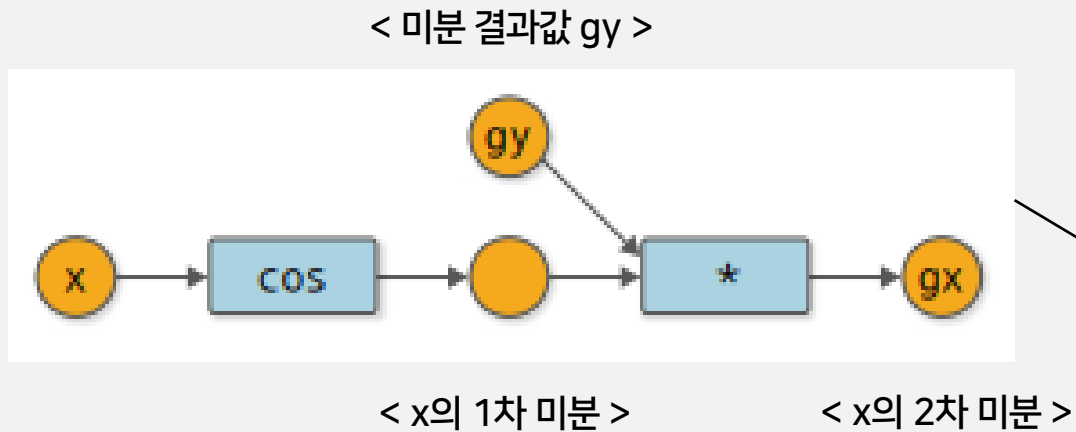 < 미분 결과값 gy >
gy
x
cos
*
gx
< x의 1차 미분 >
< x의 2차 미분 >